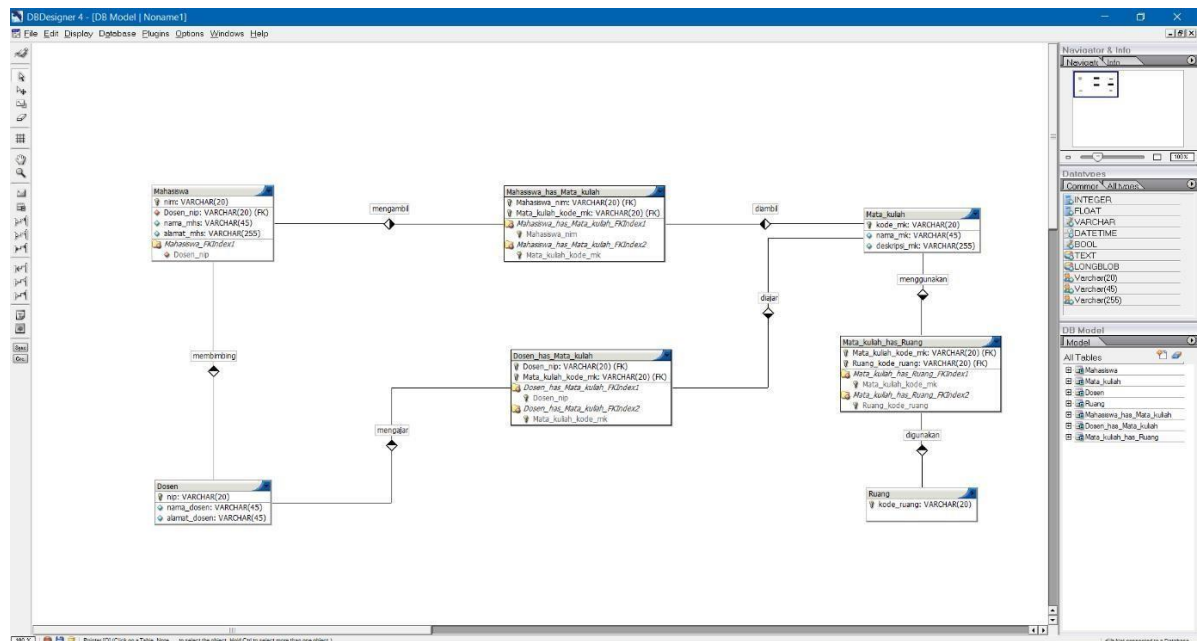 DBDesigner 4 - [DB Model | Noname1]
File Edit Display Database Plugins Options Windows Help
Navigator & Info
Navigati Info
100%
Datatypes
Common All types
INTEGER
FLOAT
VARCHAR
DATETIME
BOOL
TEXT
LONGBLOB
Varchar(20)
Varchar(45)
Varchar(255)
DB Model
Model
All Tables
Mahasiswa
Mata_kuliah
Dosen
Ruang
Mahasiswa_has_Mata_kuliah
Dosen_has_Mata_kuliah
Mata_kuliah_has_Ruang
Mahasiswa
nim: VARCHAR(20)
Dosen_nip: VARCHAR(20) (FK)
nama_mhs: VARCHAR(45)
alamat_mhs: VARCHAR(255)
Mahasiswa_FKIndex1
Dosen_nip
mengambil
Mahasiswa_has_Mata_kuliah
Mahasiswa_nim: VARCHAR(20) (FK)
Mata_kuliah_kode_mk: VARCHAR(20) (FK)
Mahasiswa_has_Mata_kuliah_FKIndex1
Mahasiswa_nim
Mahasiswa_has_Mata_kuliah_FKIndex2
Mata_kuliah_kode_mk
diambil
Mata_kuliah
kode_mk: VARCHAR(20)
nama_mk: VARCHAR(45)
deskripsi_mk: VARCHAR(255)
menggunakan
diajar
membimbing
Dosen_has_Mata_kuliah
Dosen_nip: VARCHAR(20) (FK)
Mata_kuliah_kode_mk: VARCHAR(20) (FK)
Dosen_has_Mata_kuliah_FKIndex1
Dosen_nip
Dosen_has_Mata_kuliah_FKIndex2
Mata_kuliah_kode_mk
Mata_kuliah_has_Ruang
Mata_kuliah_kode_mk: VARCHAR(20) (FK)
Ruang_kode_ruang: VARCHAR(20) (FK)
Mata_kuliah_has_Ruang_FKIndex1
Mata_kuliah_kode_mk
Mata_kuliah_has_Ruang_FKIndex2
Ruang_kode_ruang
mengajar
digunakan
Dosen
nip: VARCHAR(20)
nama_dosen: VARCHAR(45)
alamat_dosen: VARCHAR(45)
Ruang
kode_ruang: VARCHAR(20)